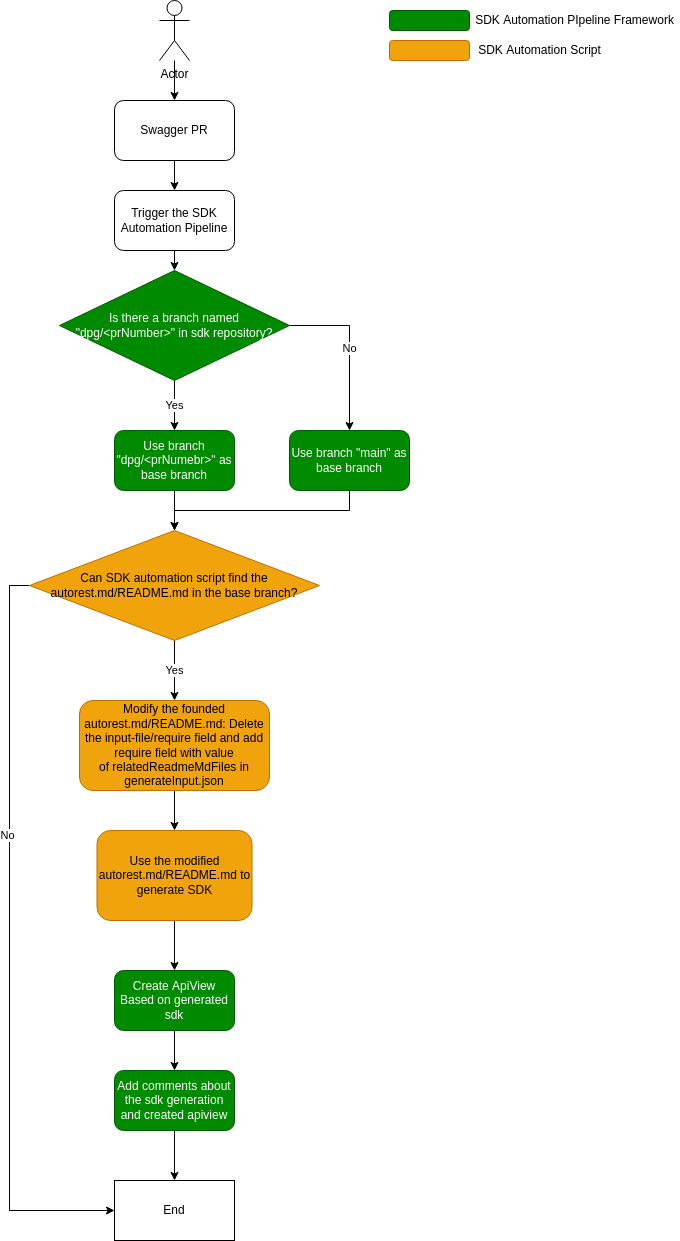 SDK Automation PIpeline Framework
SDK Automation Script
Actor
Swagger PR
Trigger the SDK
Automation Pipeline
Is there a branch named
"dpg/<prNumber>" in sdk repository?
No
Yes
Use branch
"dpg/<prNumebr>" as
base branch
Use branch "main" as
base branch
Can SDK automation script find the
autorest.md/README.md in the base branch?
Yes
Modify the founded
autorest.md/README.md: Delete
the input-file/require field and add
require field with value
of relatedReadmeMdFiles in
generateInput.json
No
Use the modified
autorest.md/README.md to
generate SDK
Create ApiView
Based on generated
sdk
Add comments about
the sdk generation
and created apiview
End